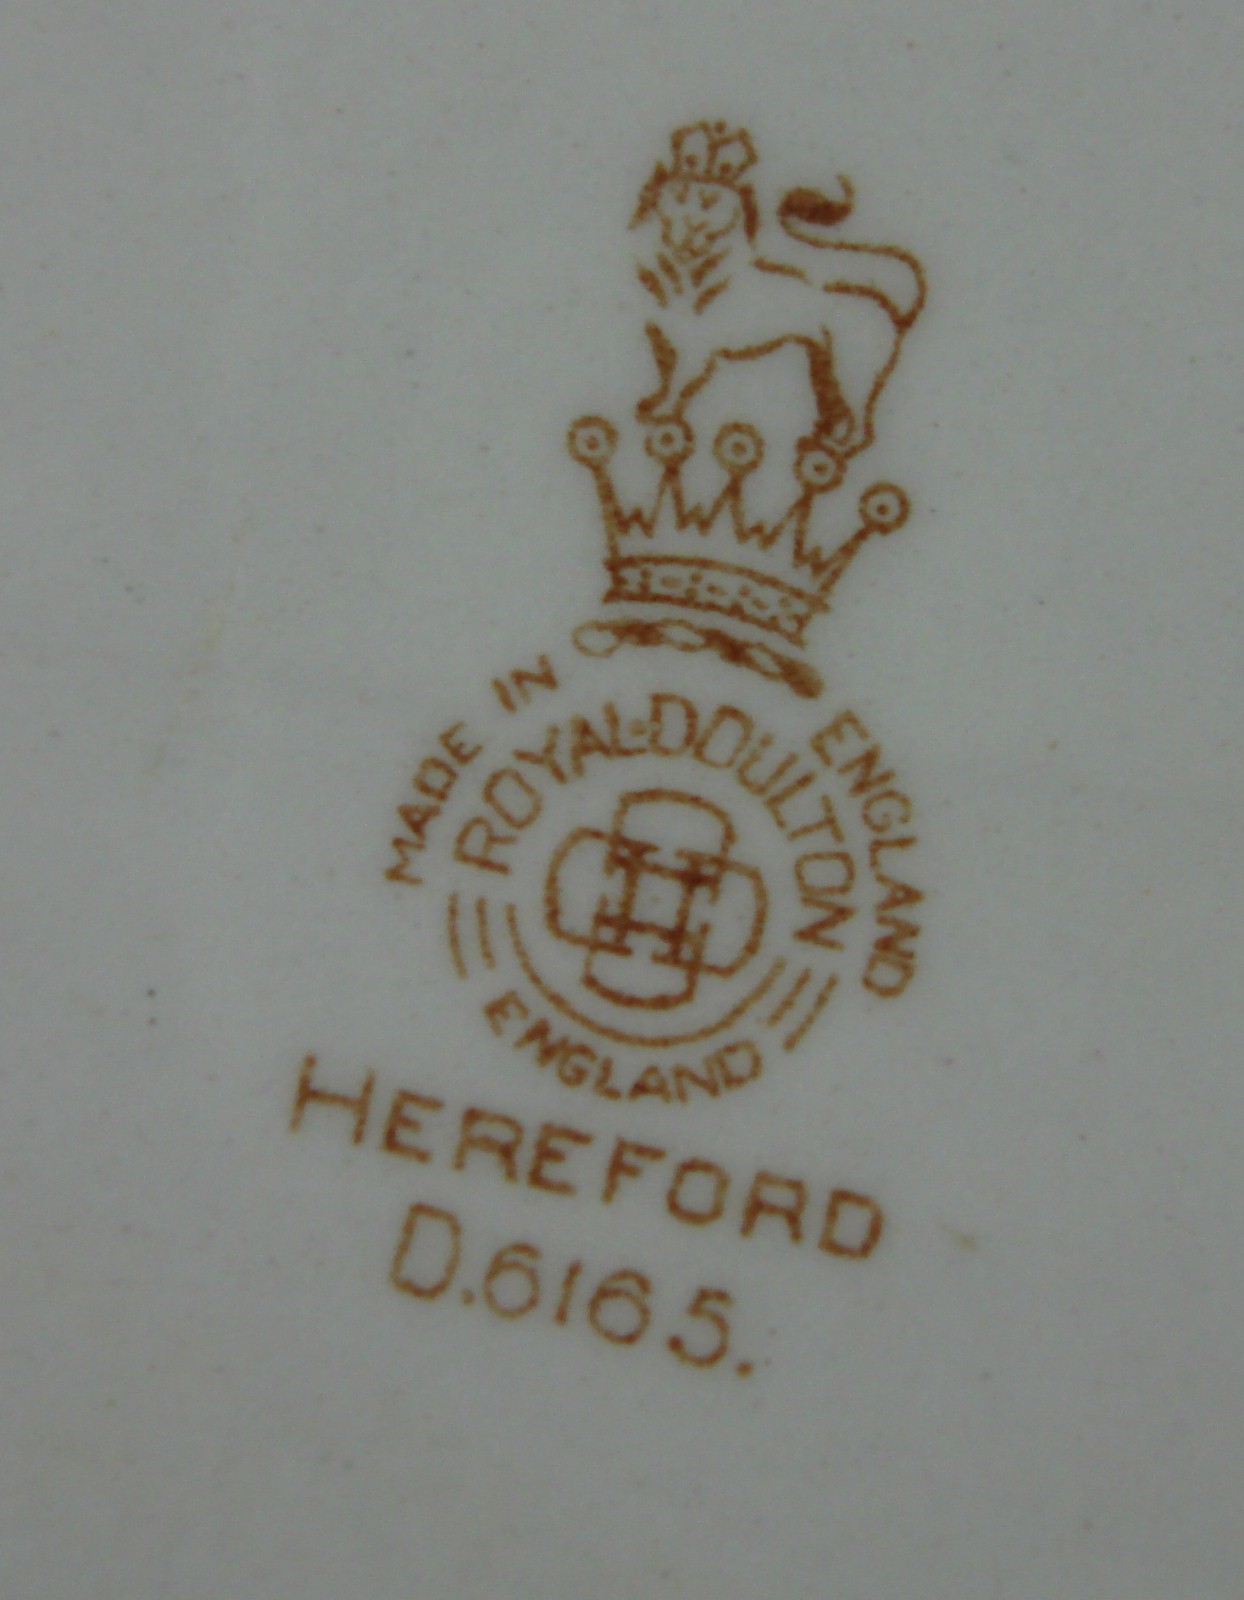 MADE IN ENGLAND
ROYAL·DOULTON
ENGLAND
HEREFORD
D.6165.